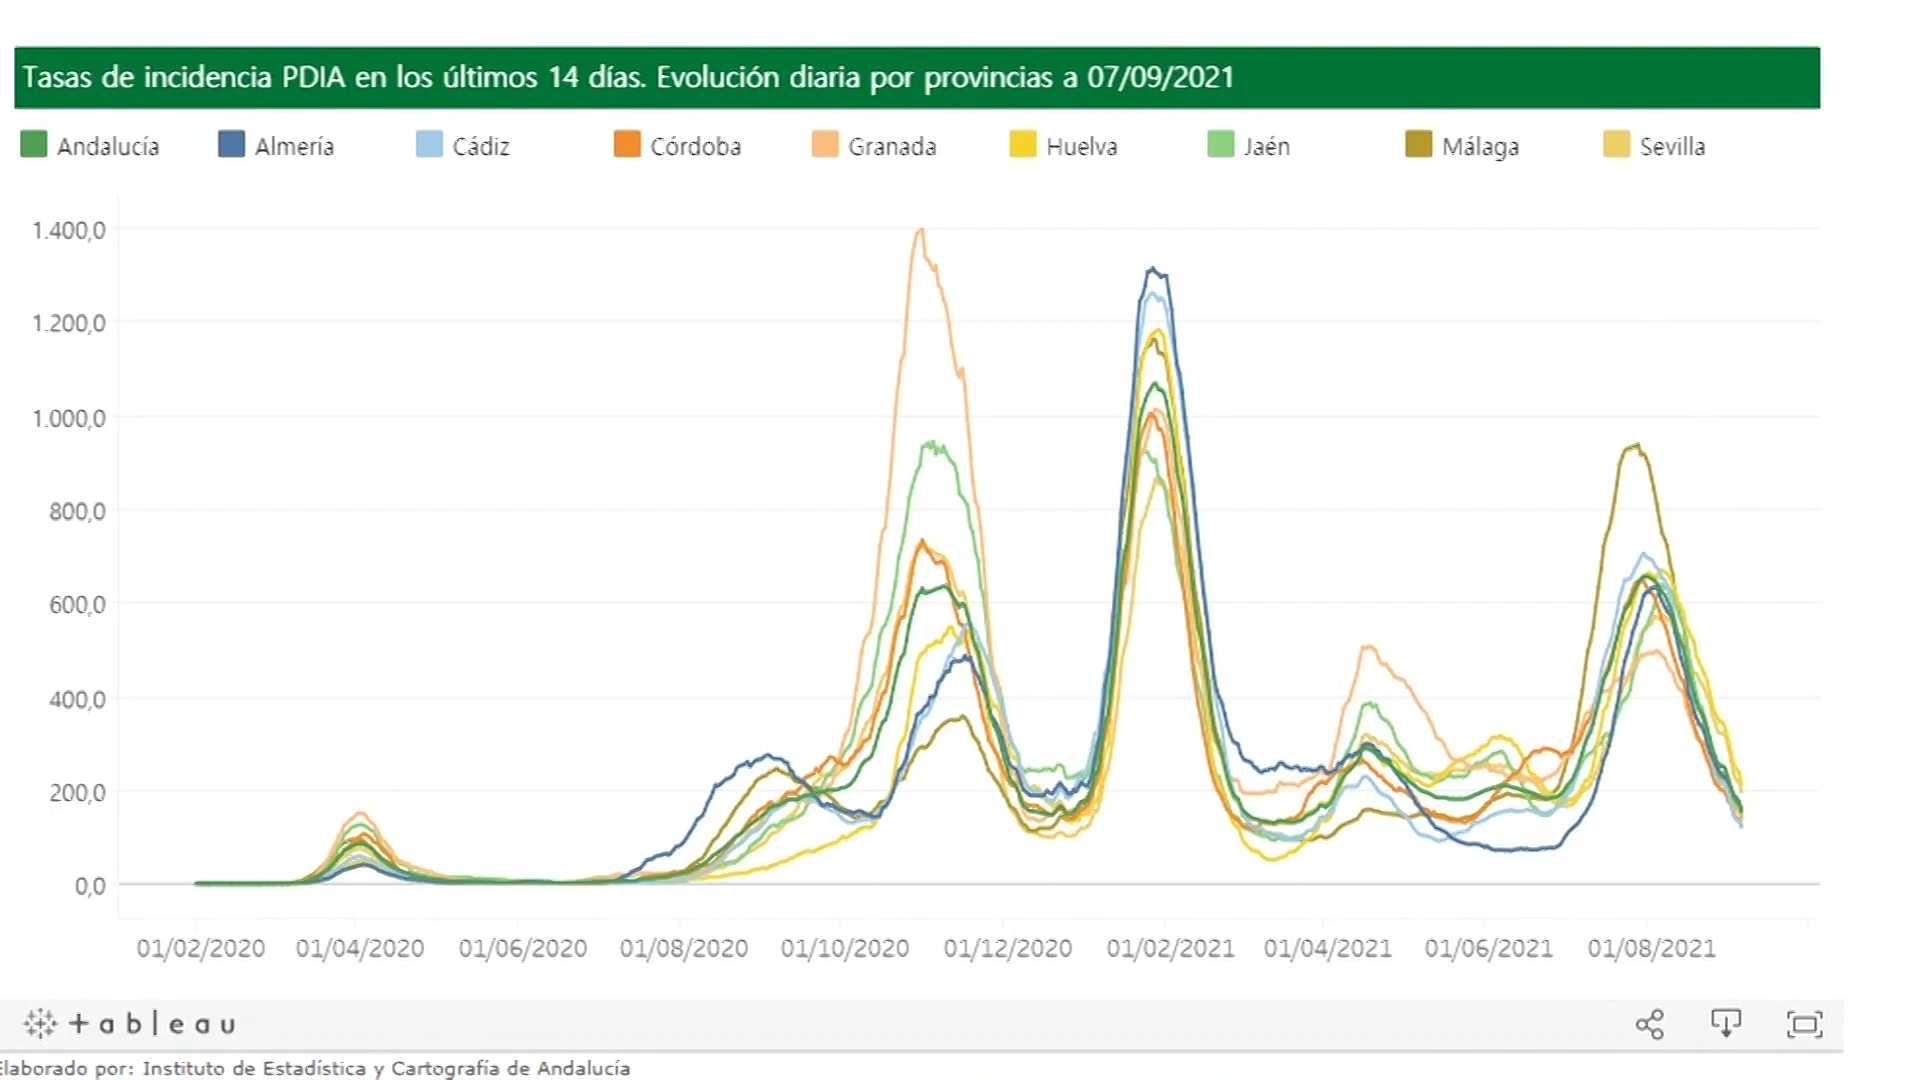 Tasas de incidencia PDIA en los últimos 14 días. Evolución diaria por provincias a 07/09/2021
Andalucía Almería Cádiz Córdoba Granada Huelva Jaén Málaga Sevilla
1.400,0
1.200,0
1.000,0
800,0
600,0
400,0
200,0
0,0
01/02/2020 01/04/2020 01/06/2020 01/08/2020 01/10/2020 01/12/2020 01/02/2021 01/04/2021 01/06/2021 01/08/2021
+ableau
Elaborado por: Instituto de Estadística y Cartografía de Andalucía